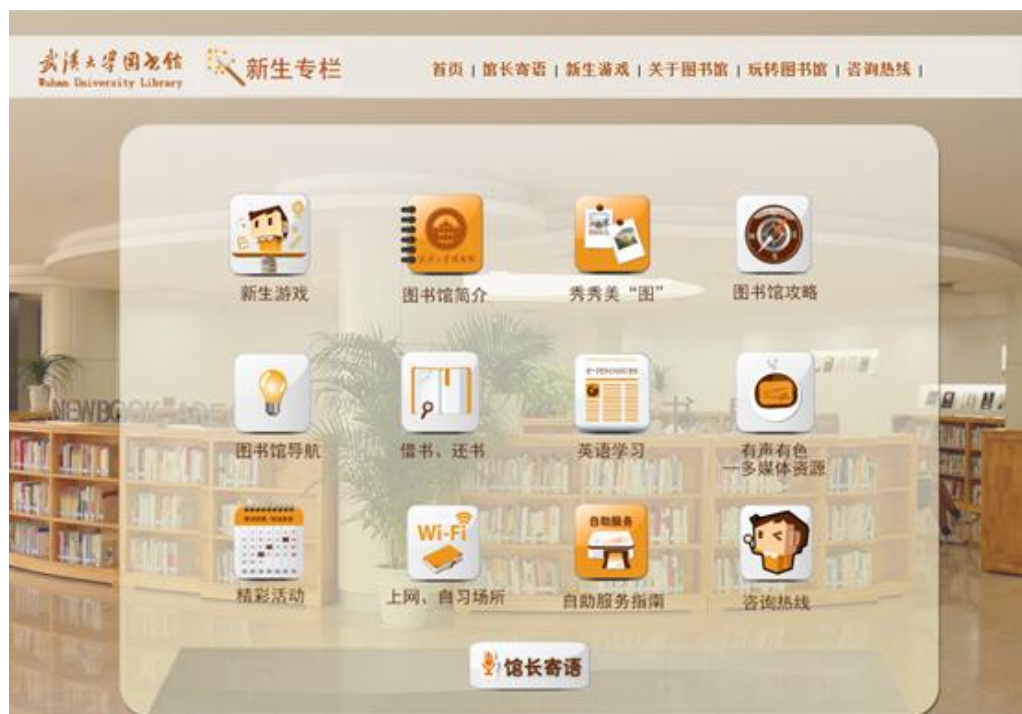 武汉大学图书馆
Wuhan University Library
新生专栏
首页 | 馆长寄语 | 新生游戏 | 关于图书馆 | 玩转图书馆 | 咨询热线 |
新生游戏
图书馆简介
秀秀美“图”
图书馆攻略
e-resources
图书馆导航
借书、还书
英语学习
有声有色
--多媒体资源
Wi-Fi
自助服务
精彩活动
上网、自习场所
自助服务指南
咨询热线
馆长寄语